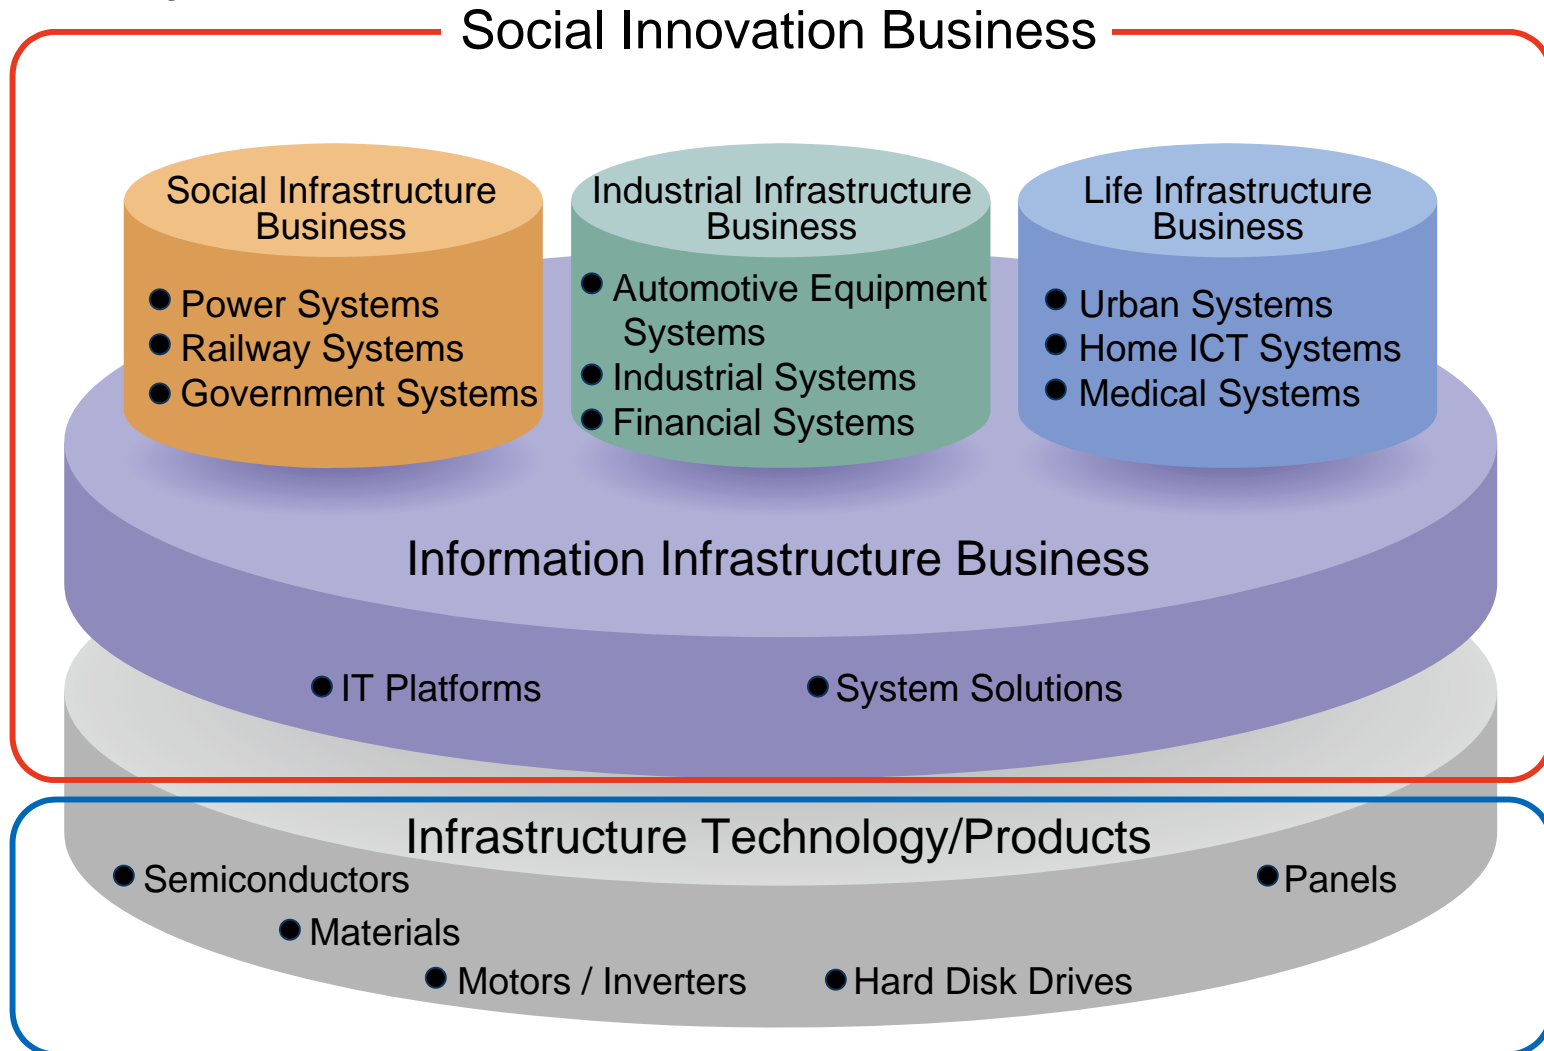 Social Innovation Business
Social Infrastructure
Business
● Power Systems
● Railway Systems
● Government Systems
Industrial Infrastructure
Business
● Automotive Equipment
Systems
● Industrial Systems
● Financial Systems
Life Infrastructure
Business
● Urban Systems
● Home ICT Systems
● Medical Systems
Information Infrastructure Business
● IT Platforms
● System Solutions
Infrastructure Technology/Products
● Semiconductors
● Materials
● Motors / Inverters
● Hard Disk Drives
● Panels